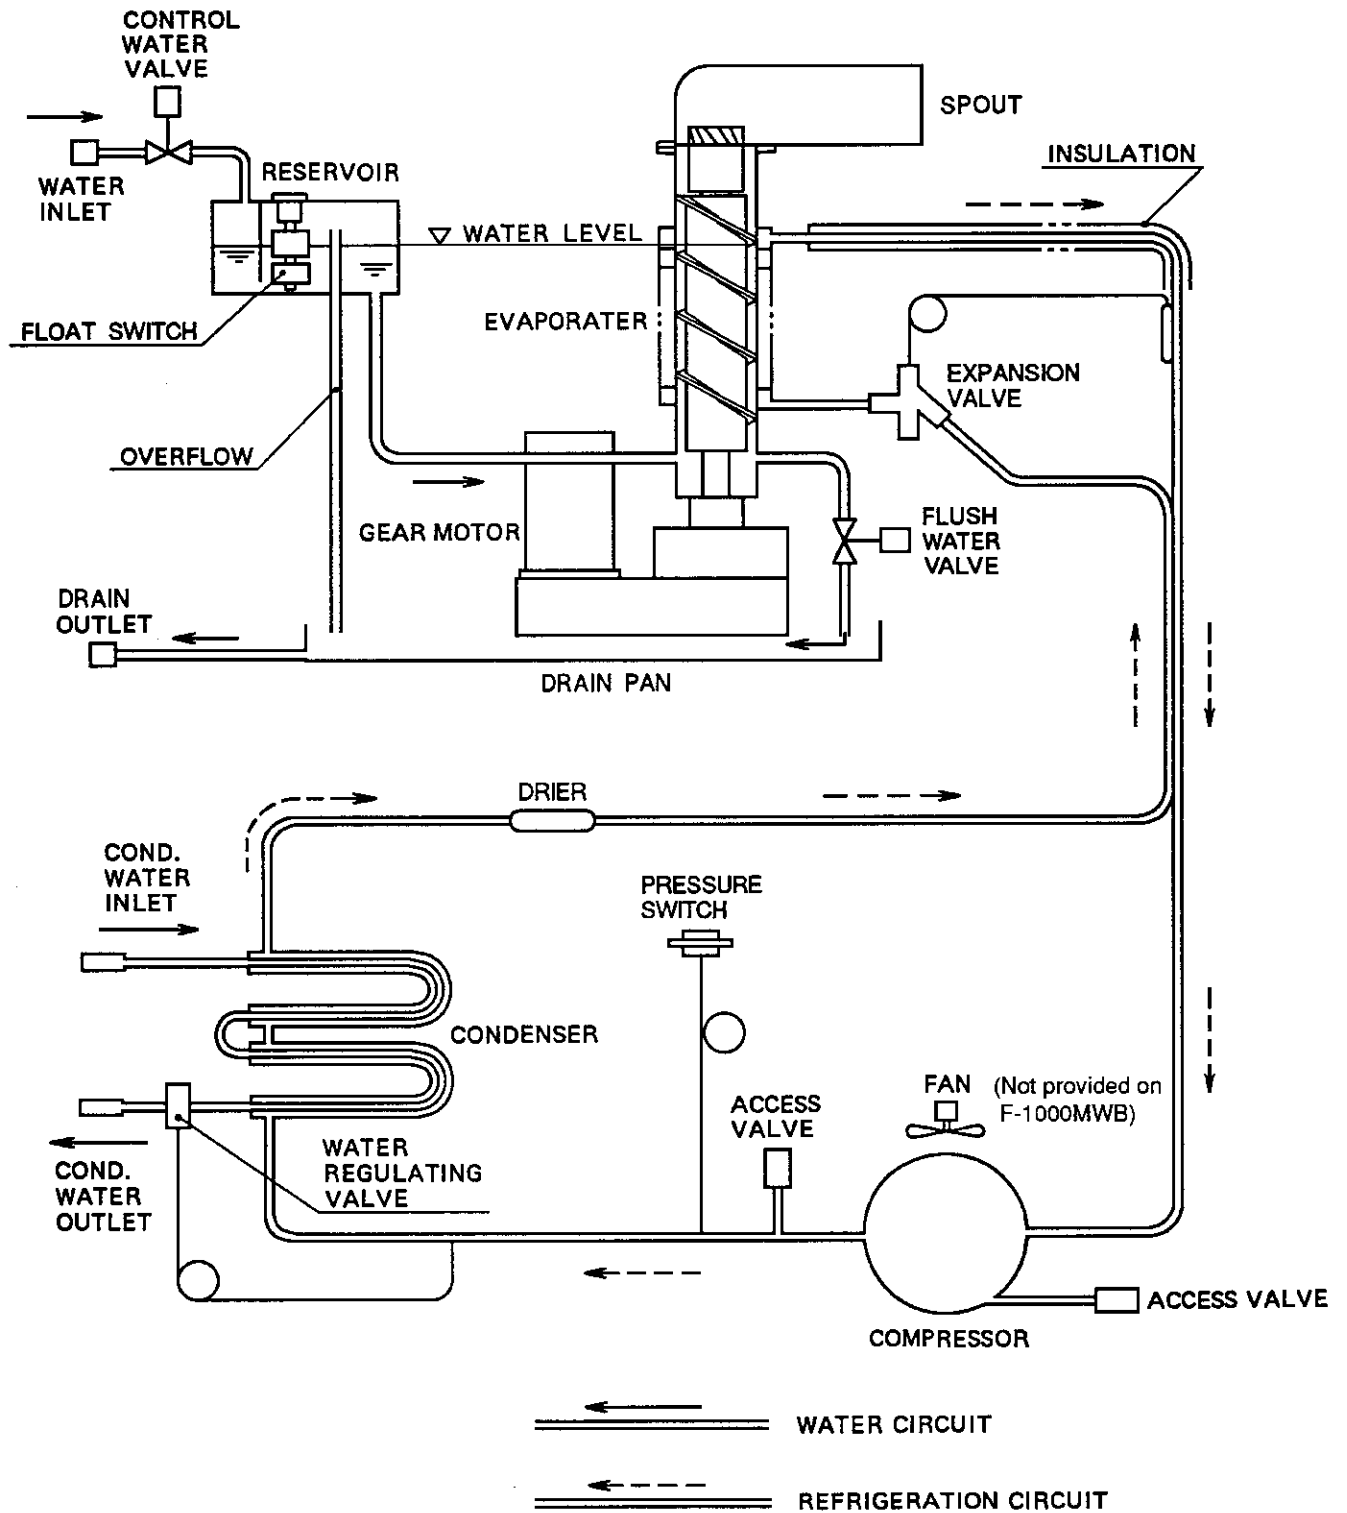 CONTROL
WATER
VALVE
SPOUT
INSULATION
RESERVOIR
WATER
INLET
WATER LEVEL
FLOAT SWITCH
EVAPORATER
EXPANSION
VALVE
OVERFLOW
GEAR MOTOR
FLUSH
WATER
VALVE
DRAIN
OUTLET
DRAIN PAN
DRIER
COND.
WATER
INLET
PRESSURE
SWITCH
CONDENSER
FAN (Not provided on
F-1000MWB)
ACCESS
VALVE
WATER
REGULATING
VALVE
COND.
WATER
OUTLET
ACCESS VALVE
COMPRESSOR
WATER CIRCUIT
REFRIGERATION CIRCUIT